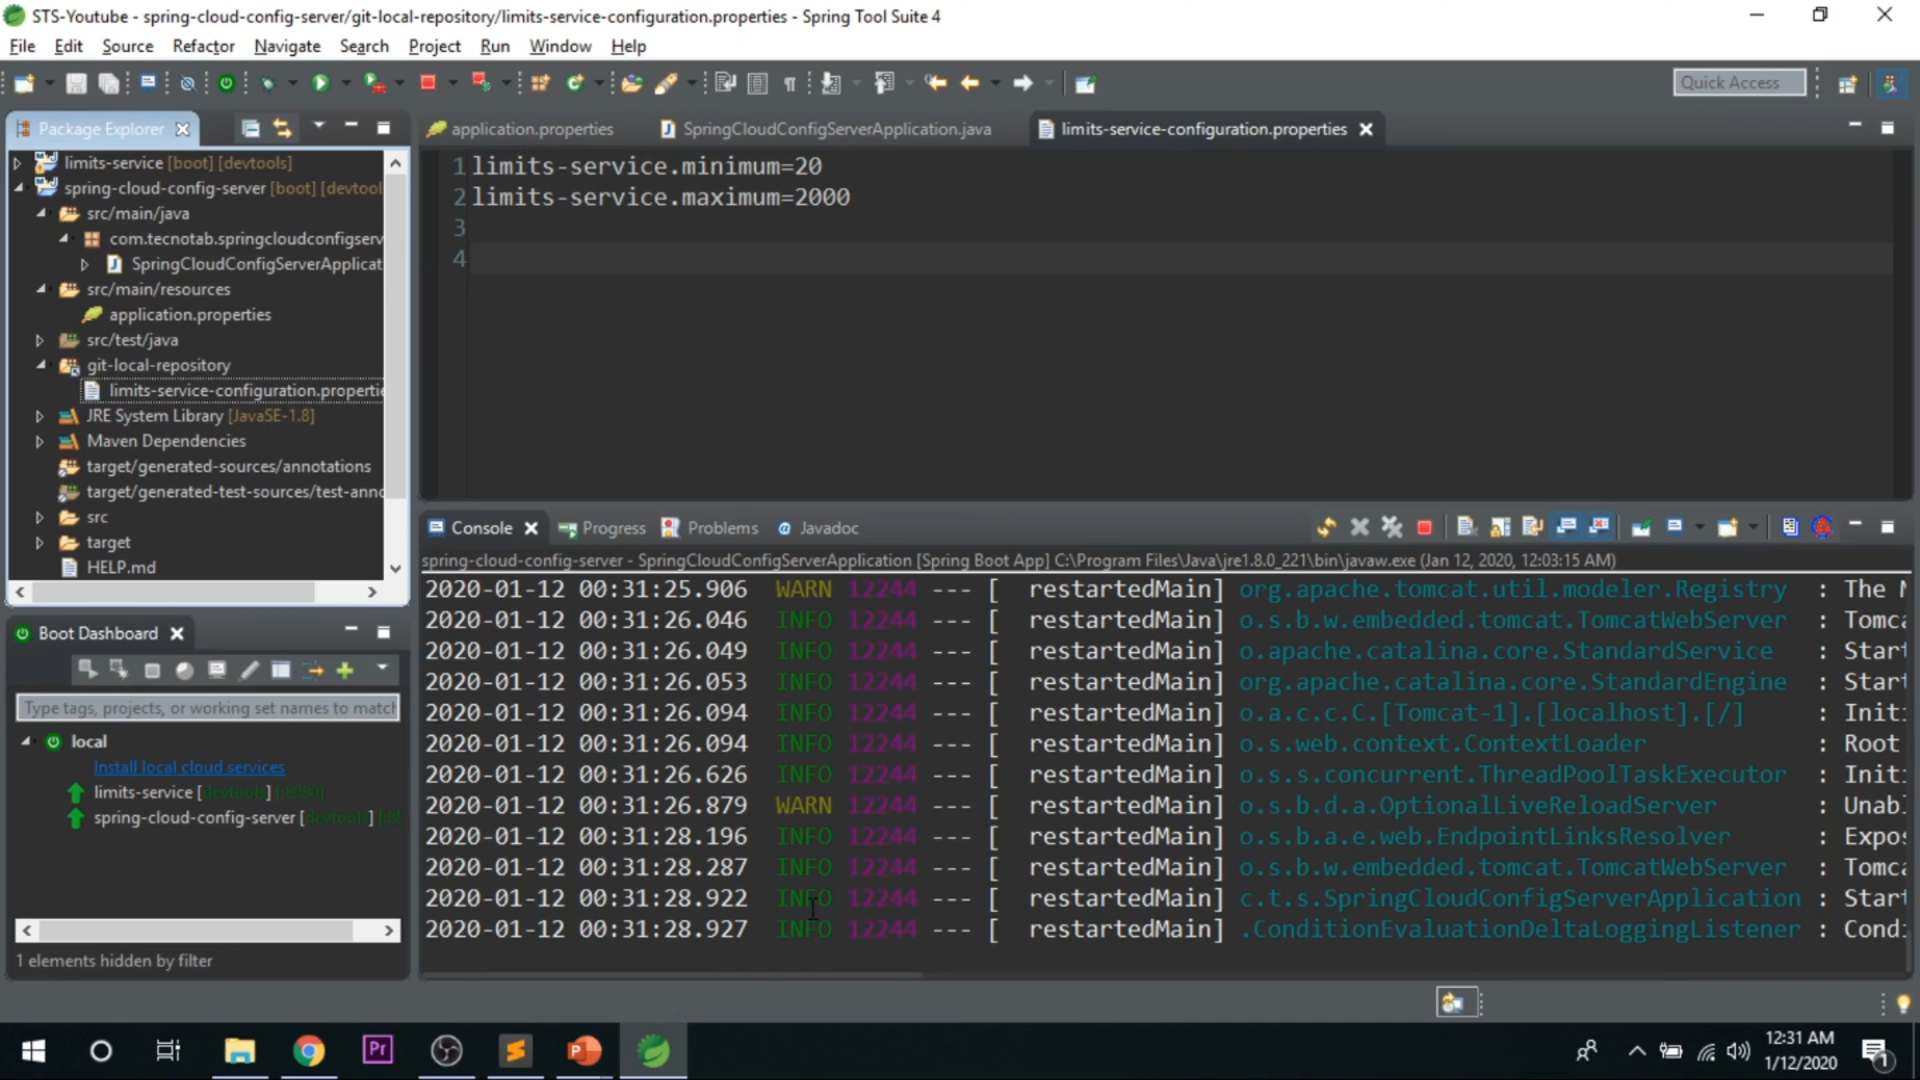 STS-Youtube - spring-cloud-config-server/git-local-repository/limits-service-configuration.properties - Spring Tool Suite 4
File Edit Source Refactor Navigate Search Project Run Window Help
Quick Access
Package Explorer
limits-service [boot] [devtools]
spring-cloud-config-server [boot] [devtool
src/main/java
com.tecnotab.springcloudconfigserv
SpringCloudConfigServerApplicat
src/main/resources
application.properties
src/test/java
git-local-repository
limits-service-configuration.propertie
JRE System Library [JavaSE-1.8]
Maven Dependencies
target/generated-sources/annotations
target/generated-test-sources/test-anno
src
target
HELP.md
application.properties SpringCloudConfigServerApplication.java limits-service-configuration.properties
1 limits-service.minimum=20
2 limits-service.maximum=2000
3
4
Boot Dashboard
Type tags, projects, or working set names to match
local
Install local cloud services
limits-service [devtools] [:8080]
spring-cloud-config-server [devtools]
1 elements hidden by filter
Console Progress Problems Javadoc
spring-cloud-config-server - SpringCloudConfigServerApplication [Spring Boot App] C:\Program Files\Java\jre1.8.0_221\bin\javaw.exe (Jan 12, 2020, 12:03:15 AM)
2020-01-12 00:31:25.906 WARN 12244 --- [ restartedMain] org.apache.tomcat.util.modeler.Registry : The
2020-01-12 00:31:26.046 INFO 12244 --- [ restartedMain] o.s.b.w.embedded.tomcat.TomcatWebServer : Tomca
2020-01-12 00:31:26.049 INFO 12244 --- [ restartedMain] o.apache.catalina.core.StandardService : Start
2020-01-12 00:31:26.053 INFO 12244 --- [ restartedMain] org.apache.catalina.core.StandardEngine : Start
2020-01-12 00:31:26.094 INFO 12244 --- [ restartedMain] o.a.c.c.C.[Tomcat-1].[localhost].[/] : Initi
2020-01-12 00:31:26.094 INFO 12244 --- [ restartedMain] o.s.web.context.ContextLoader : Root
2020-01-12 00:31:26.626 INFO 12244 --- [ restartedMain] o.s.s.concurrent.ThreadPoolTaskExecutor : Initi
2020-01-12 00:31:26.879 WARN 12244 --- [ restartedMain] o.s.b.d.a.OptionalLiveReloadServer : Unabl
2020-01-12 00:31:28.196 INFO 12244 --- [ restartedMain] o.s.b.a.e.web.EndpointLinksResolver : Expos
2020-01-12 00:31:28.287 INFO 12244 --- [ restartedMain] o.s.b.w.embedded.tomcat.TomcatWebServer : Tomca
2020-01-12 00:31:28.922 INFO 12244 --- [ restartedMain] c.t.s.SpringCloudConfigServerApplication : Start
2020-01-12 00:31:28.927 INFO 12244 --- [ restartedMain] .ConditionEvaluationDeltaLoggingListener : Condi
Pr
12:31 AM
1/12/2020
1